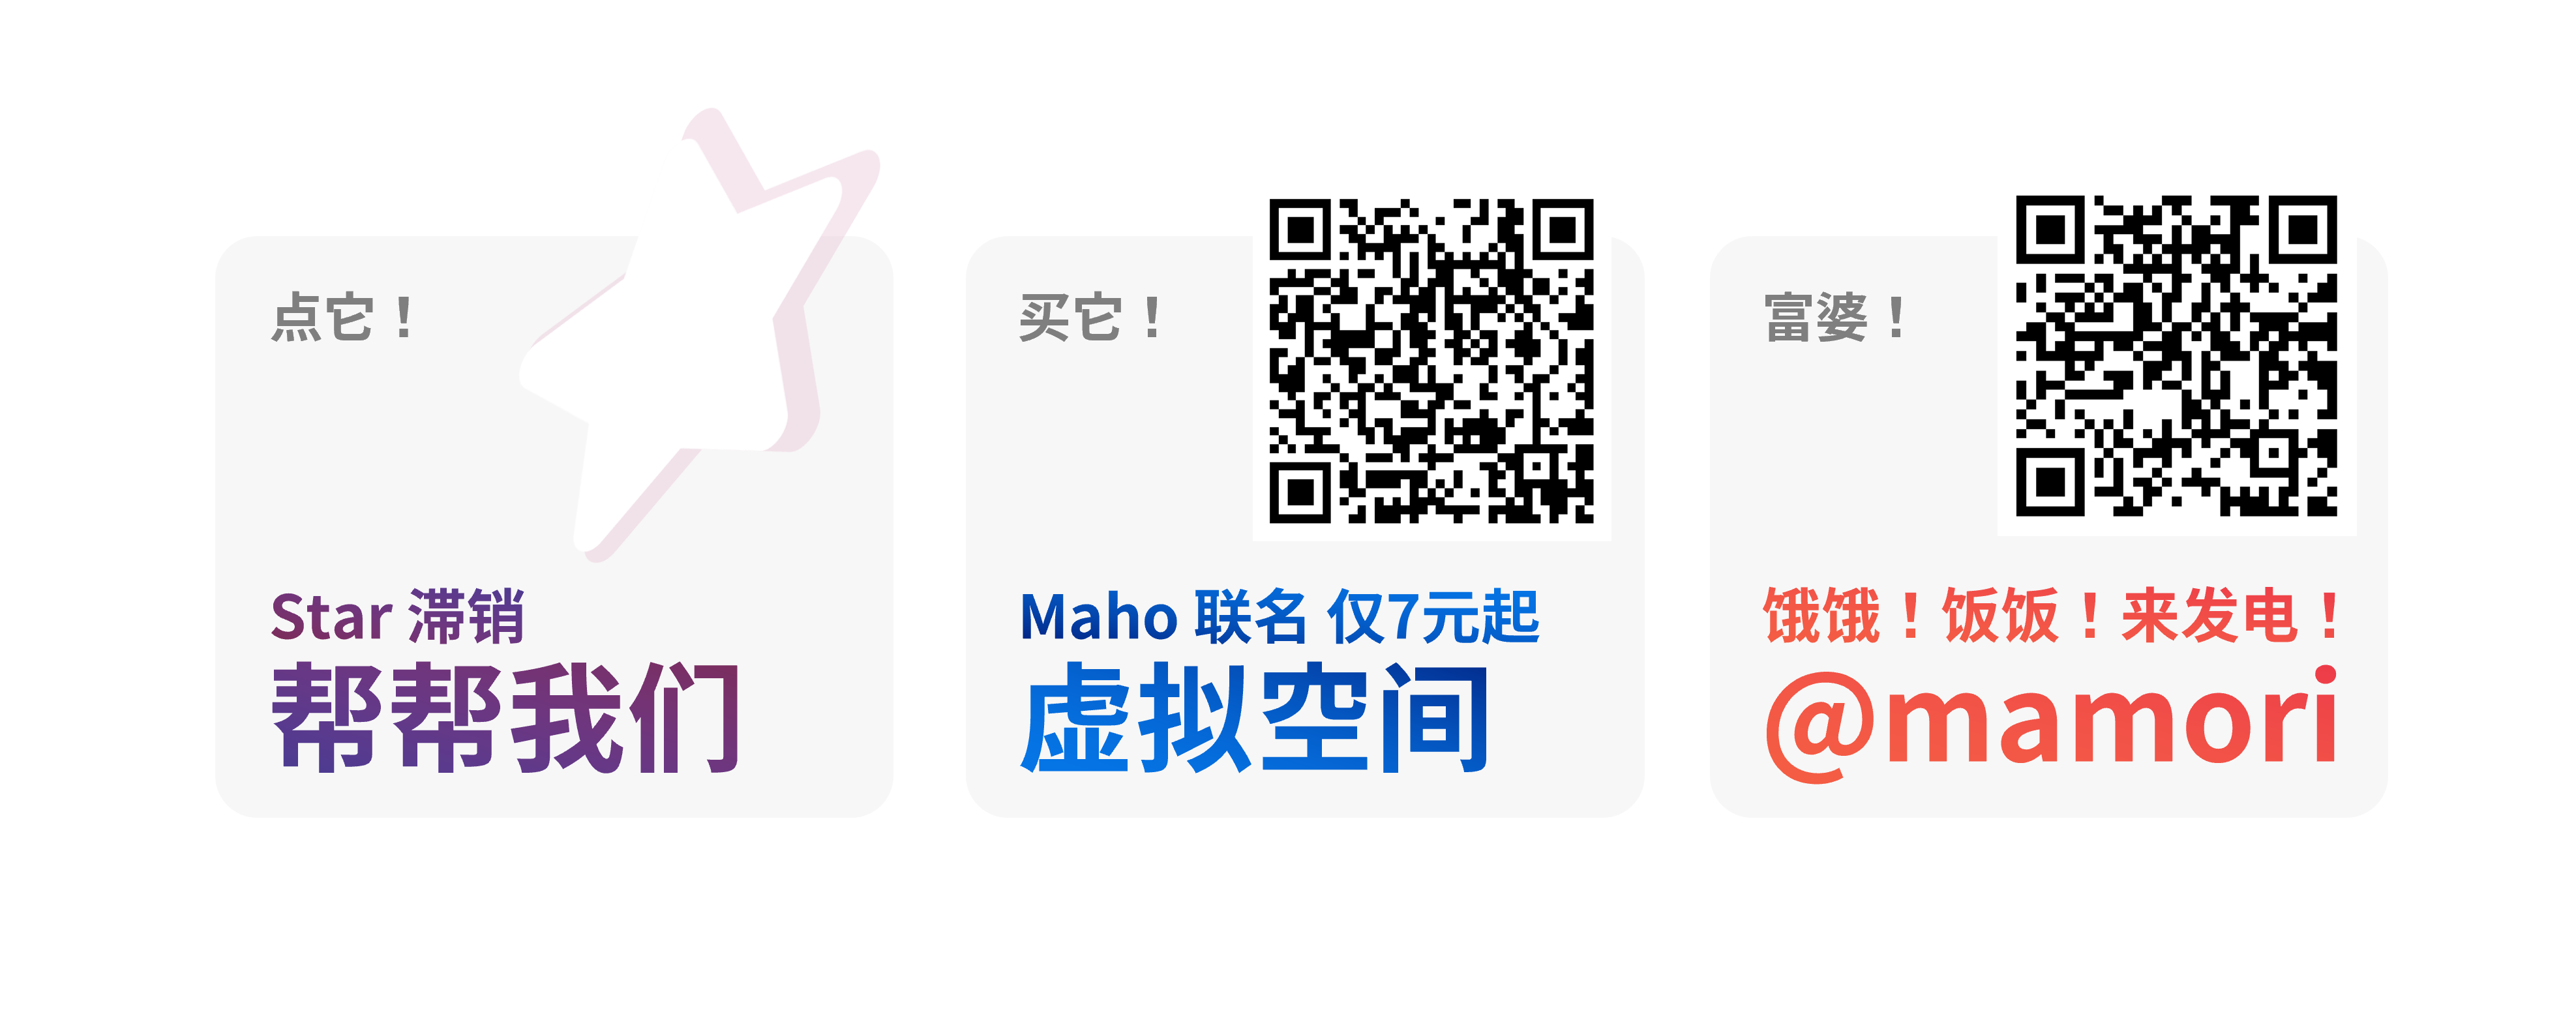 点它！
Star 滞销
帮帮我们
买它！
Maho 联名 仅7元起
虚拟空间
富婆！
饿饿！饭饭！来发电！
@mamori